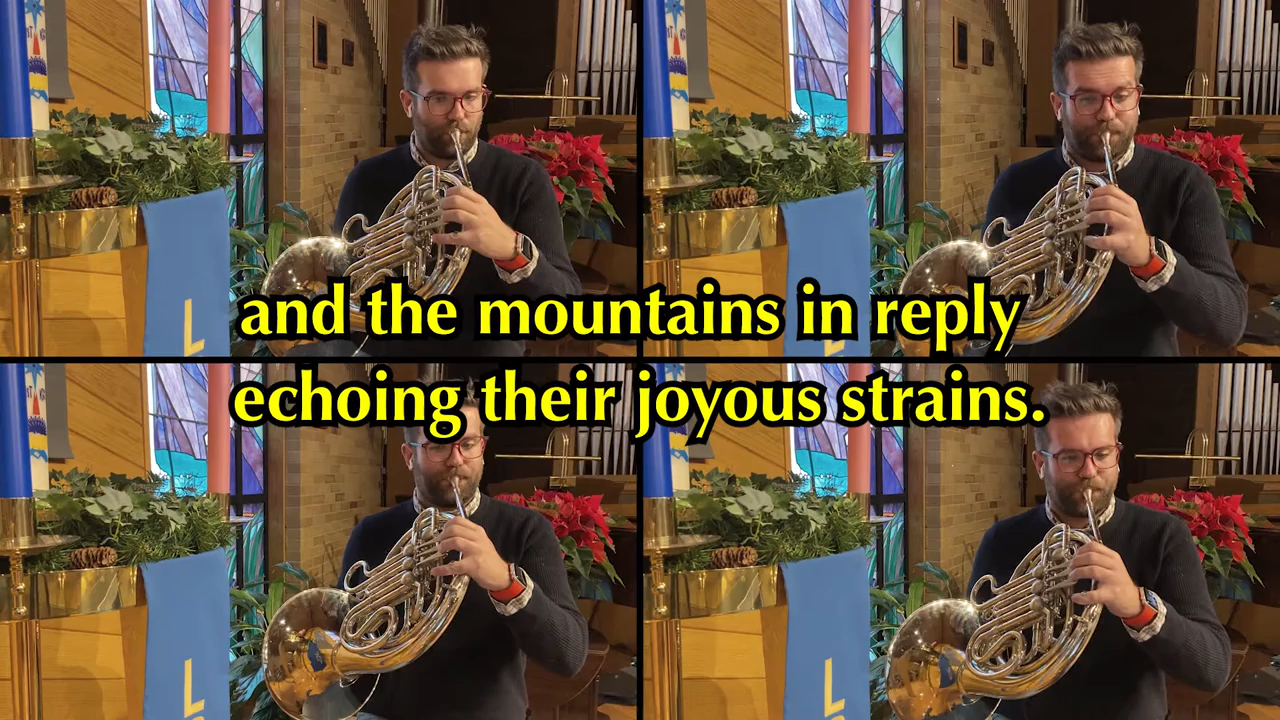 and the mountains in reply
echoing their joyous strains.
L
L
L
L